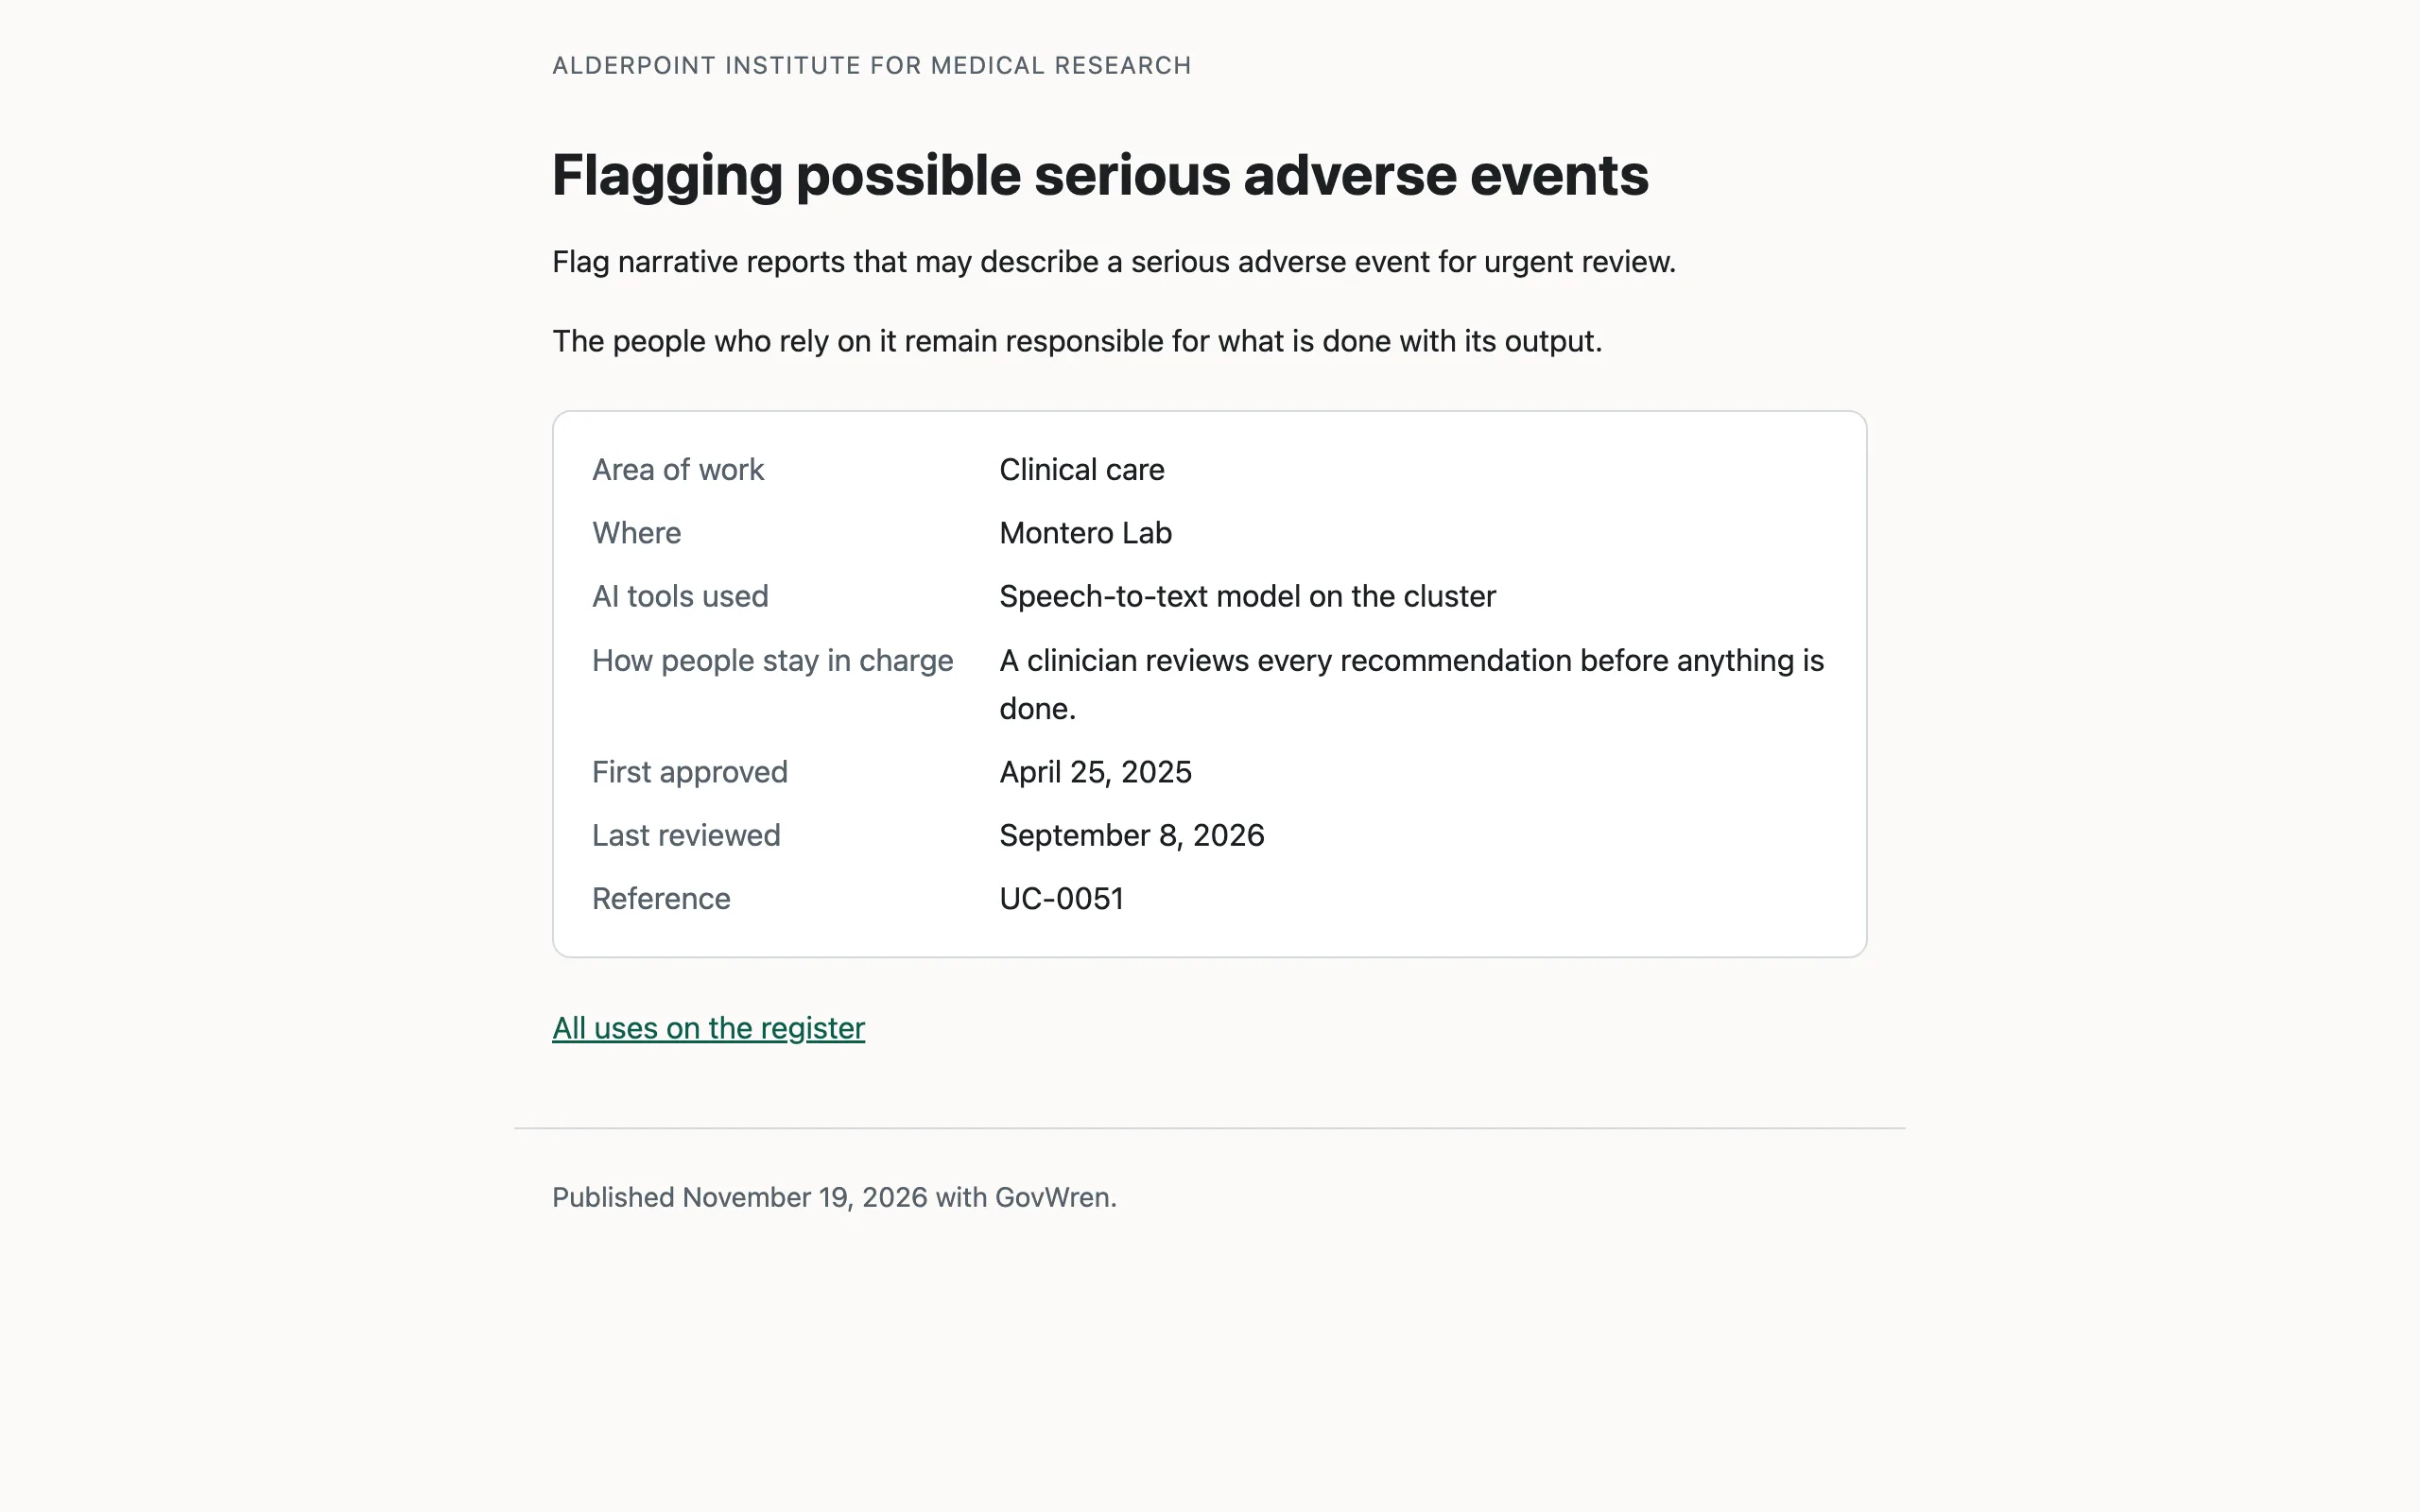 ALDERPOINT INSTITUTE FOR MEDICAL RESEARCH
Flagging possible serious adverse events
Flag narrative reports that may describe a serious adverse event for urgent review.
The people who rely on it remain responsible for what is done with its output.
Area of work Clinical care
Where Montero Lab
AI tools used Speech-to-text model on the cluster
How people stay in charge A clinician reviews every recommendation before anything is
done.
First approved April 25, 2025
Last reviewed September 8, 2026
Reference UC-0051
All uses on the register
Published November 19, 2026 with GovWren.